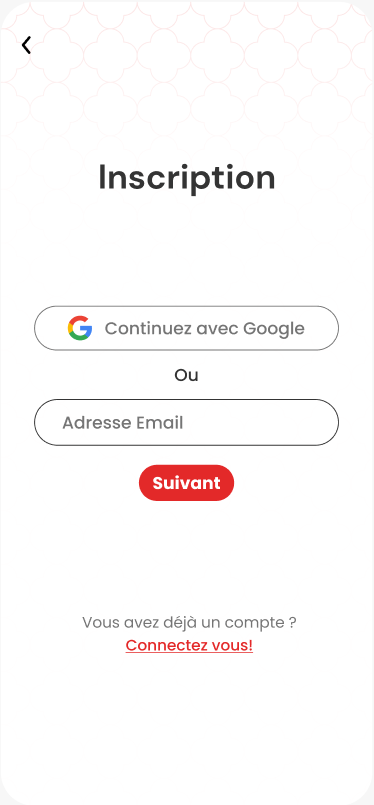 Inscription
Continuez avec Google
Ou
Adresse Email
Suivant
Vous avez déjà un compte ?
Connectez vous!